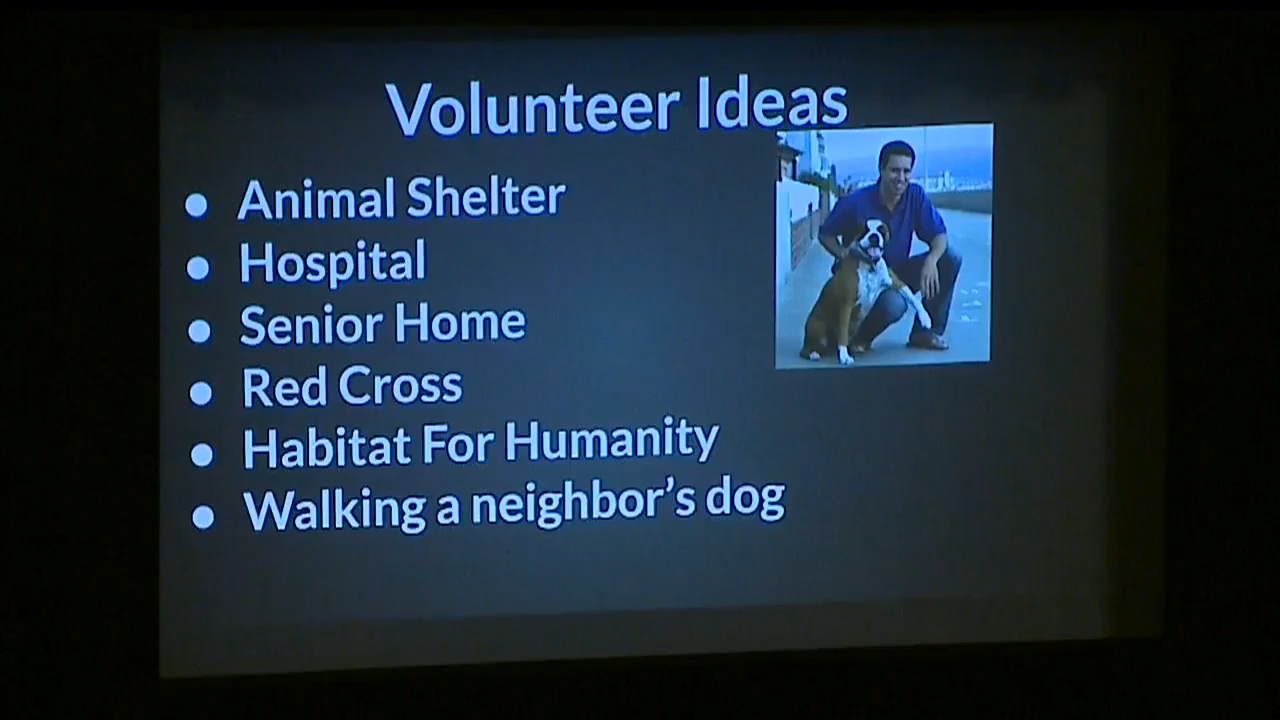 Volunteer Ideas
● Animal Shelter
● Hospital
● Senior Home
● Red Cross
● Habitat For Humanity
● Walking a neighbor's dog